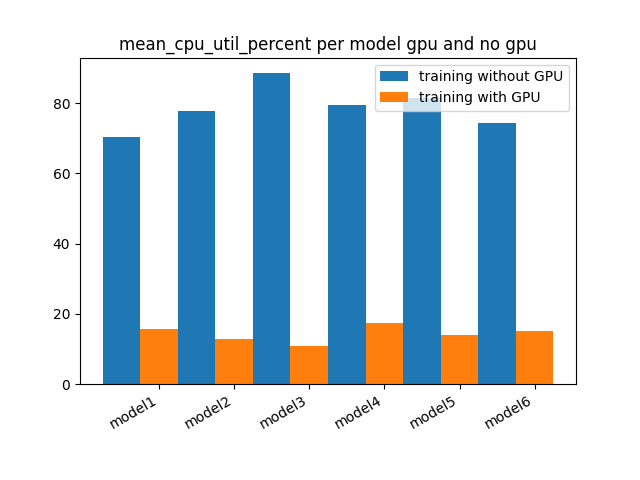 mean_cpu_util_percent per model gpu and no gpu
training without GPU
training with GPU
80
60
40
20
0
model1
model2
model3
model4
model5
model6